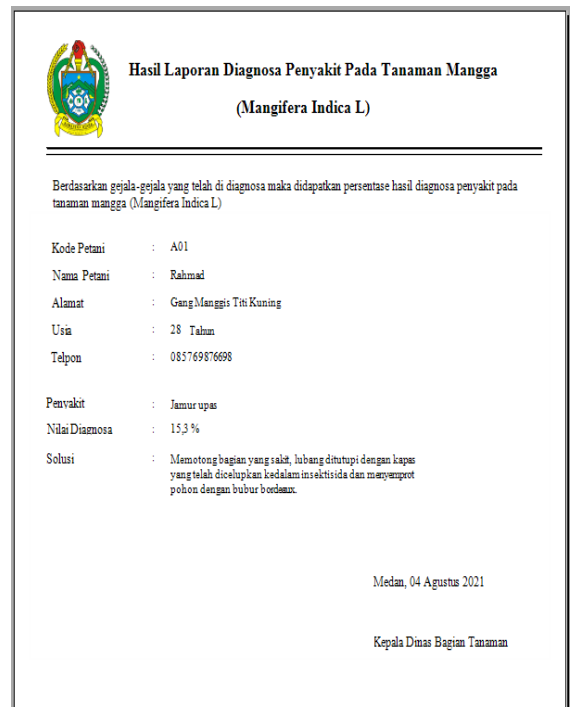 Hasil Laporan Diagnosa Penyakit Pada Tanaman Mangga
(Mangifera Indica L)
Berdasarkan gejala-gejala yang telah di diagnosa maka didapatkan persentase hasil diagnosa penyakit pada
tanaman mangga (Mangifera Indica L)
Kode Petani : A01
Nama Petani : Rahmad
Alamat : Gang Manggis Titi Kuning
Usia : 28 Tahun
Telpon : 085769876698
Penyakit : Jamur upas
Nilai Diagnosa : 15,3 %
Solusi : Memotong bagian yang sakit, lubang ditutupi dengan kapas
yang telah dicelupkan kedalam insektisida dan menyemprot
pohon dengan bubur bordeaux.
Medan, 04 Agustus 2021
Kepala Dinas Bagian Tanaman